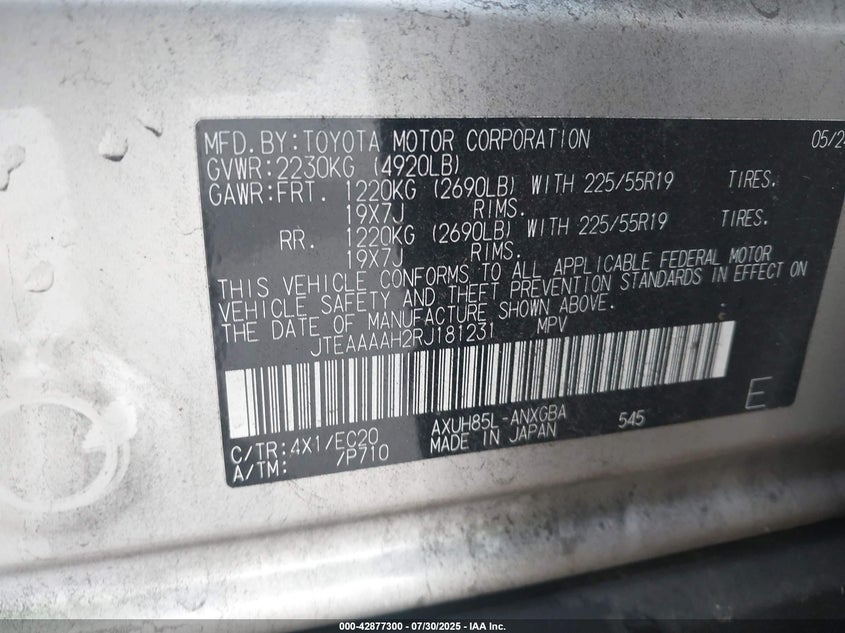 MFD.BY:TOYOTA MOTOR CORPORATION 05/24
GVWR:2230KG (4920LB)
GAWR:FRT. 1220KG (2690LB) WITH 225/55R19 TIRES.
19X7J RIMS.
RR. 1220KG (2690LB) WITH 225/55R19 TIRES.
19X7J RIMS.
THIS VEHICLE CONFORMS TO ALL APPLICABLE FEDERAL MOTOR
VEHICLE SAFETY AND THEFT PREVENTION STANDARDS IN EFFECT ON
THE DATE OF MANUFACTURE SHOWN ABOVE.
JTEAAAAH2RJ181231 MPV
AXUH85L-ANXGBA 545 E
MADE IN JAPAN
C/TR:4X1/EC20
A/TM: /P710
000-42877300 | 07/30/2025 - IAA Inc.